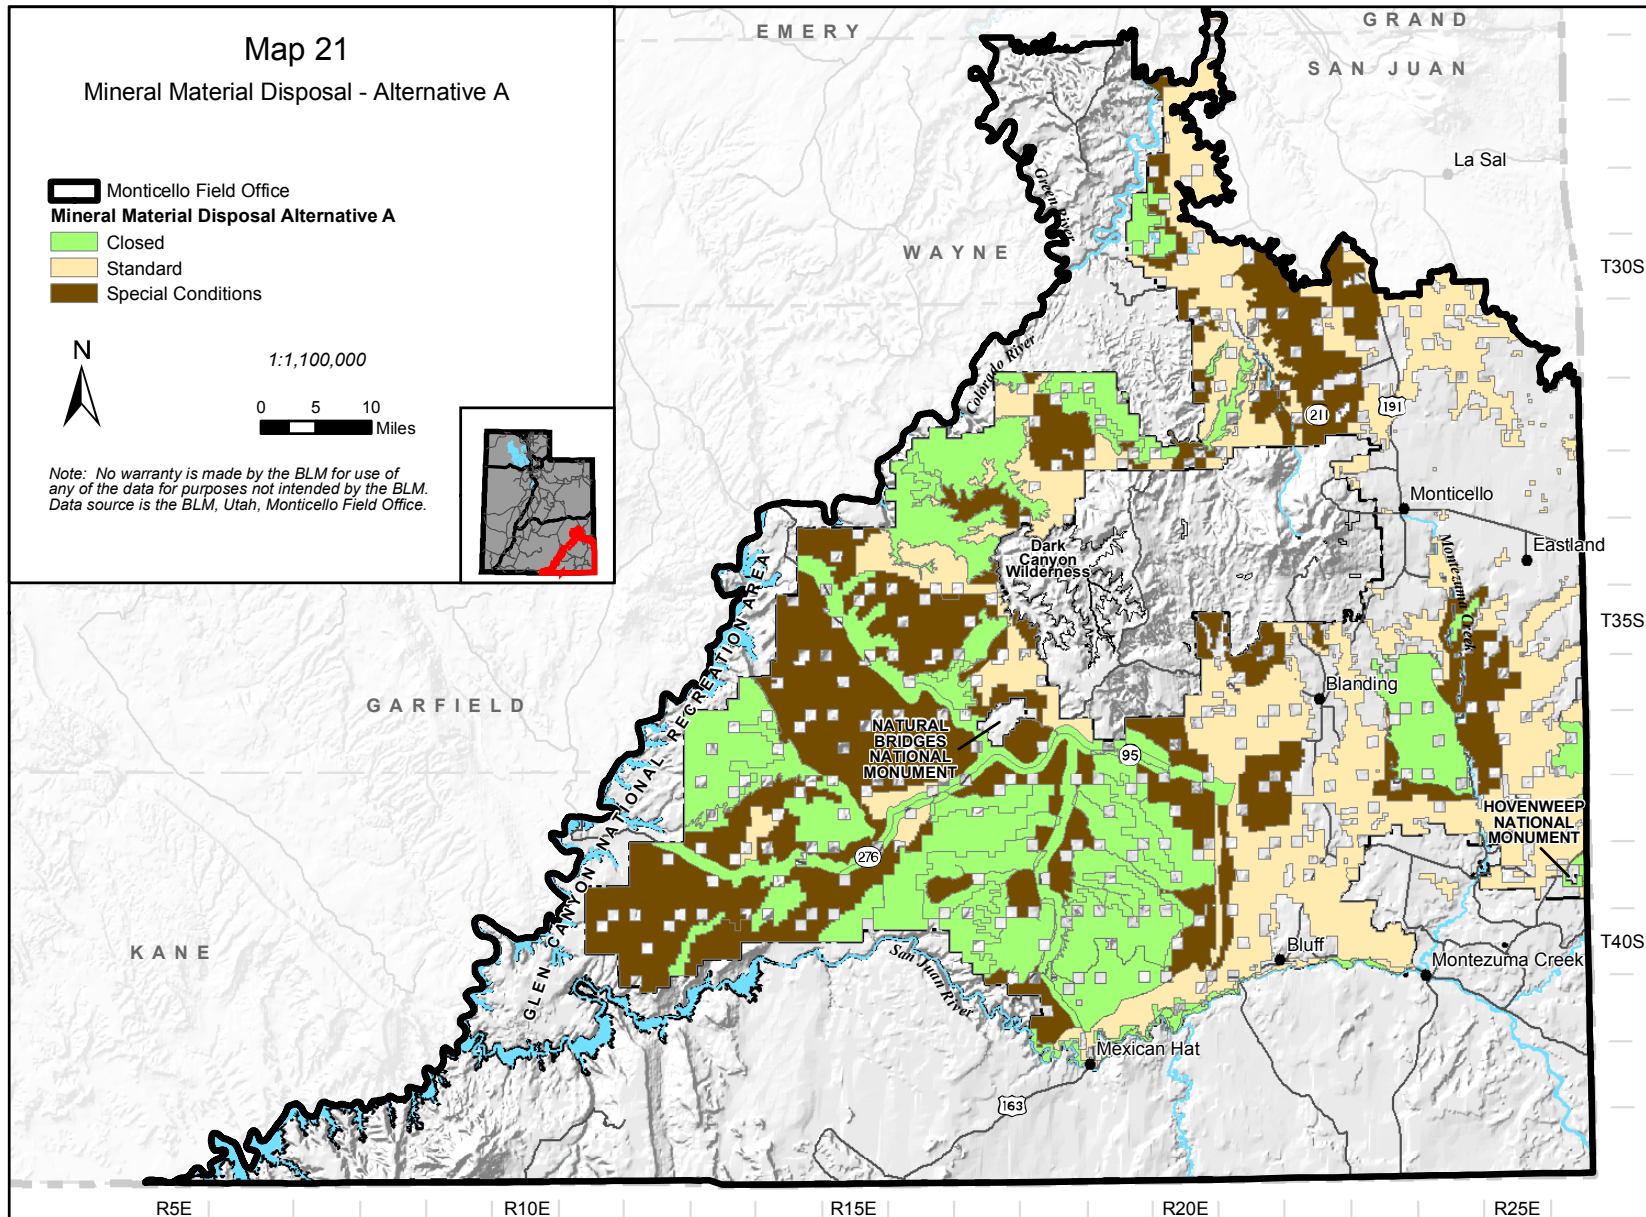 Map 21
Mineral Material Disposal - Alternative A
Monticello Field Office
Mineral Material Disposal Alternative A
Closed
Standard
Special Conditions
N
1:1,100,000
0 5 10
Miles
Note: No warranty is made by the BLM for use of
any of the data for purposes not intended by the BLM.
Data source is the BLM, Utah, Monticello Field Office.
EMERY
GRAND
SAN JUAN
La Sal
Green River
WAYNE
T30S
Colorado River
211
191
Monticello
Eastland
Dark
Canyon
Wilderness
Montezuma Creek
T35S
GLEN CANYON NATIONAL RECREATION AREA
GARFIELD
Blanding
NATURAL
BRIDGES
NATIONAL
MONUMENT
95
HOVENWEEP
NATIONAL
MONUMENT
276
KANE
San Juan River
Bluff
T40S
Montezuma Creek
Mexican Hat
163
R5E
R10E
R15E
R20E
R25E